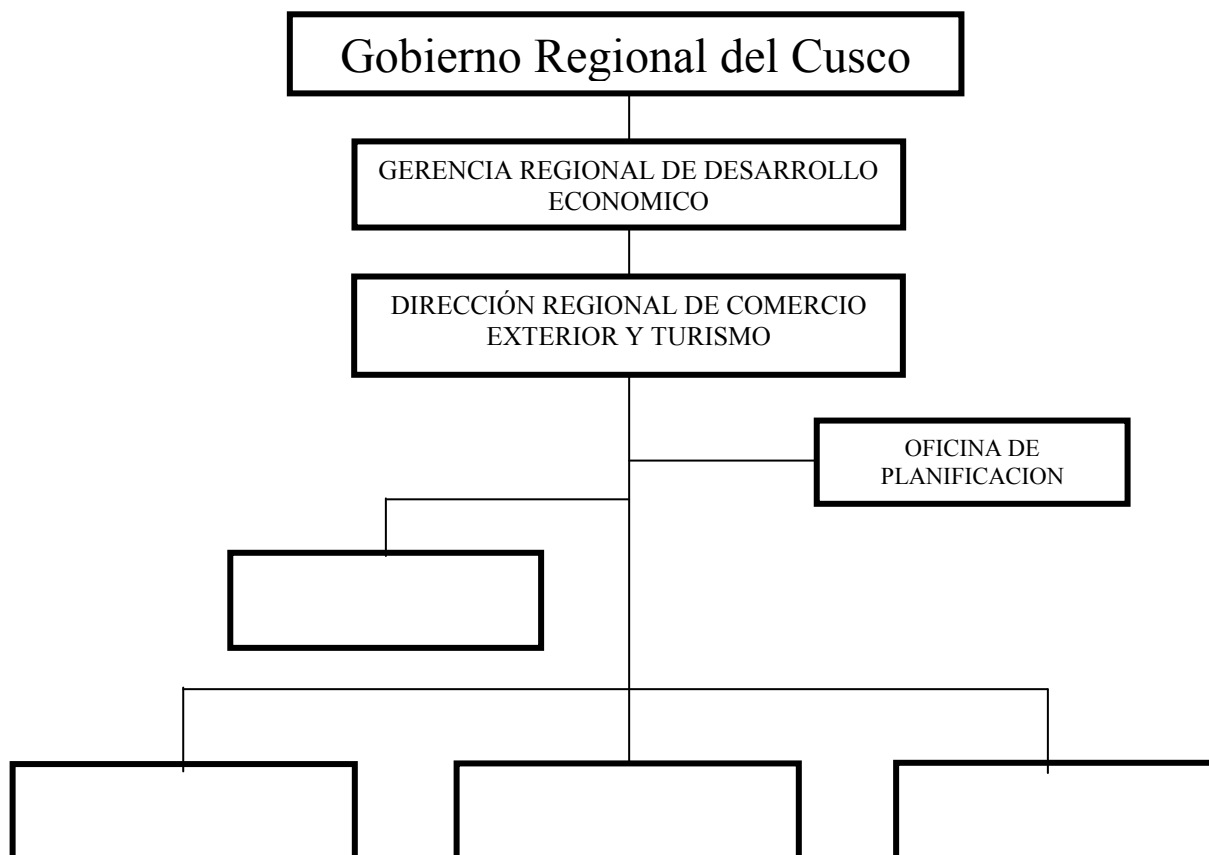 Gobierno Regional del Cusco
GERENCIA REGIONAL DE DESARROLLO
ECONOMICO
DIRECCIÓN REGIONAL DE COMERCIO
EXTERIOR Y TURISMO
OFICINA DE
PLANIFICACION